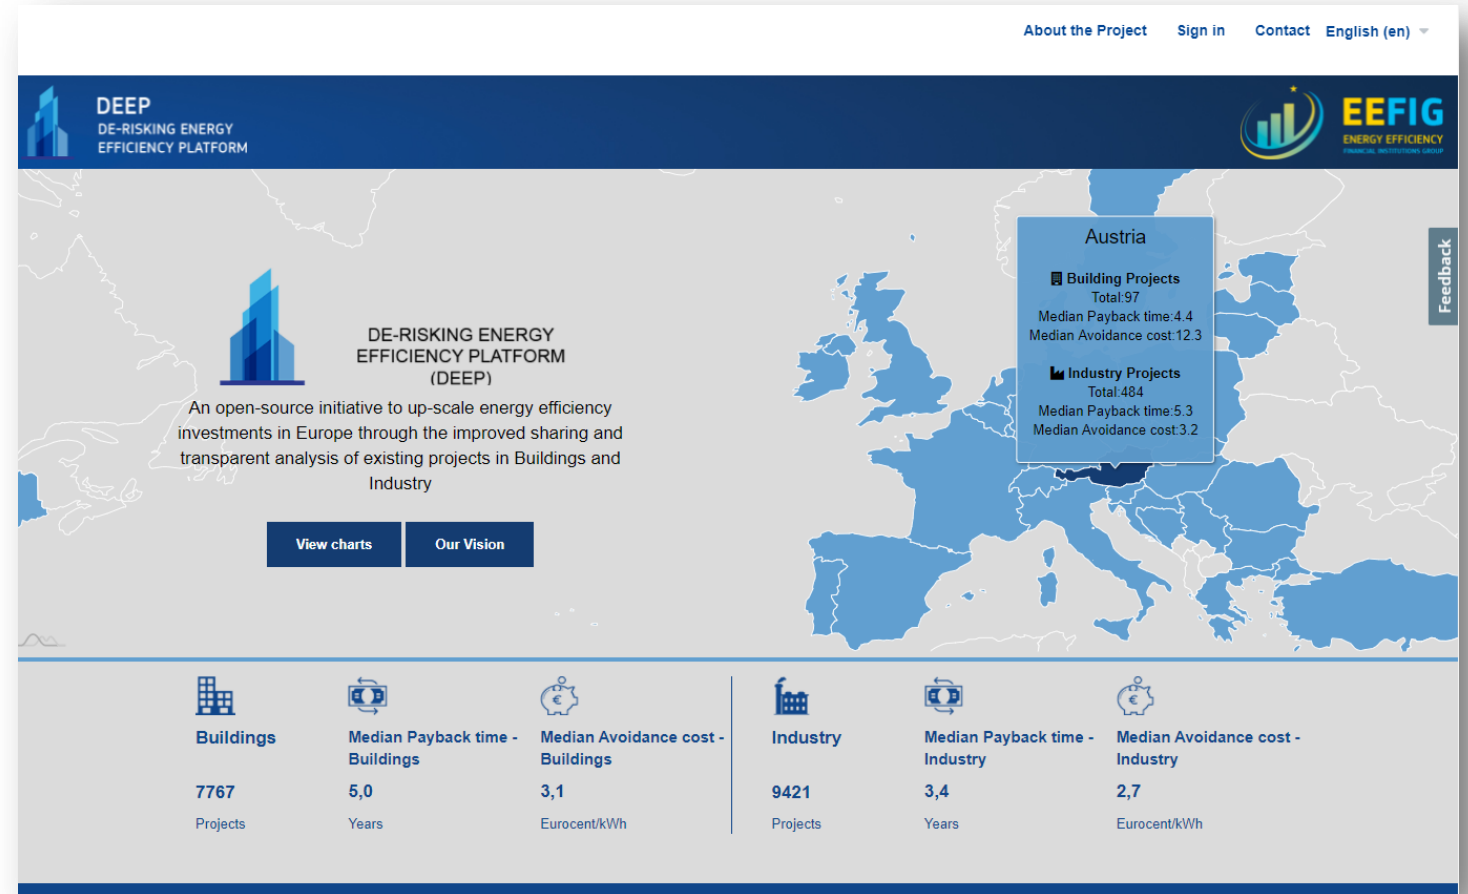 About the Project Sign in Contact English (en)
DEEP
DE-RISKING ENERGY
EFFICIENCY PLATFORM
EEFIG
ENERGY EFFICIENCY
FINANCIAL INSTITUTIONS GROUP
Feedback
Austria
Building Projects
Total:97
Median Payback time:4.4
Median Avoidance cost:12.3
Industry Projects
Total:484
Median Payback time:5.3
Median Avoidance cost:3.2
DE-RISKING ENERGY
EFFICIENCY PLATFORM
(DEEP)
An open-source initiative to up-scale energy efficiency
investments in Europe through the improved sharing and
transparent analysis of existing projects in Buildings and
Industry
View charts Our Vision
Buildings
7767
Projects
Median Payback time -
Buildings
5,0
Years
Median Avoidance cost -
Buildings
3,1
Eurocent/kWh
Industry
9421
Projects
Median Payback time -
Industry
3,4
Years
Median Avoidance cost -
Industry
2,7
Eurocent/kWh